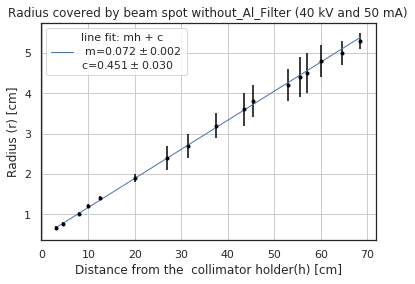 Radius covered by beam spot without_Al_Filter (40 kV and 50 mA)
line fit: mh + c
m=0.072 ± 0.002
c=0.451 ± 0.030
Radius (r) [cm]
5
4
3
2
1
0 10 20 30 40 50 60 70
Distance from the  collimator holder(h) [cm]